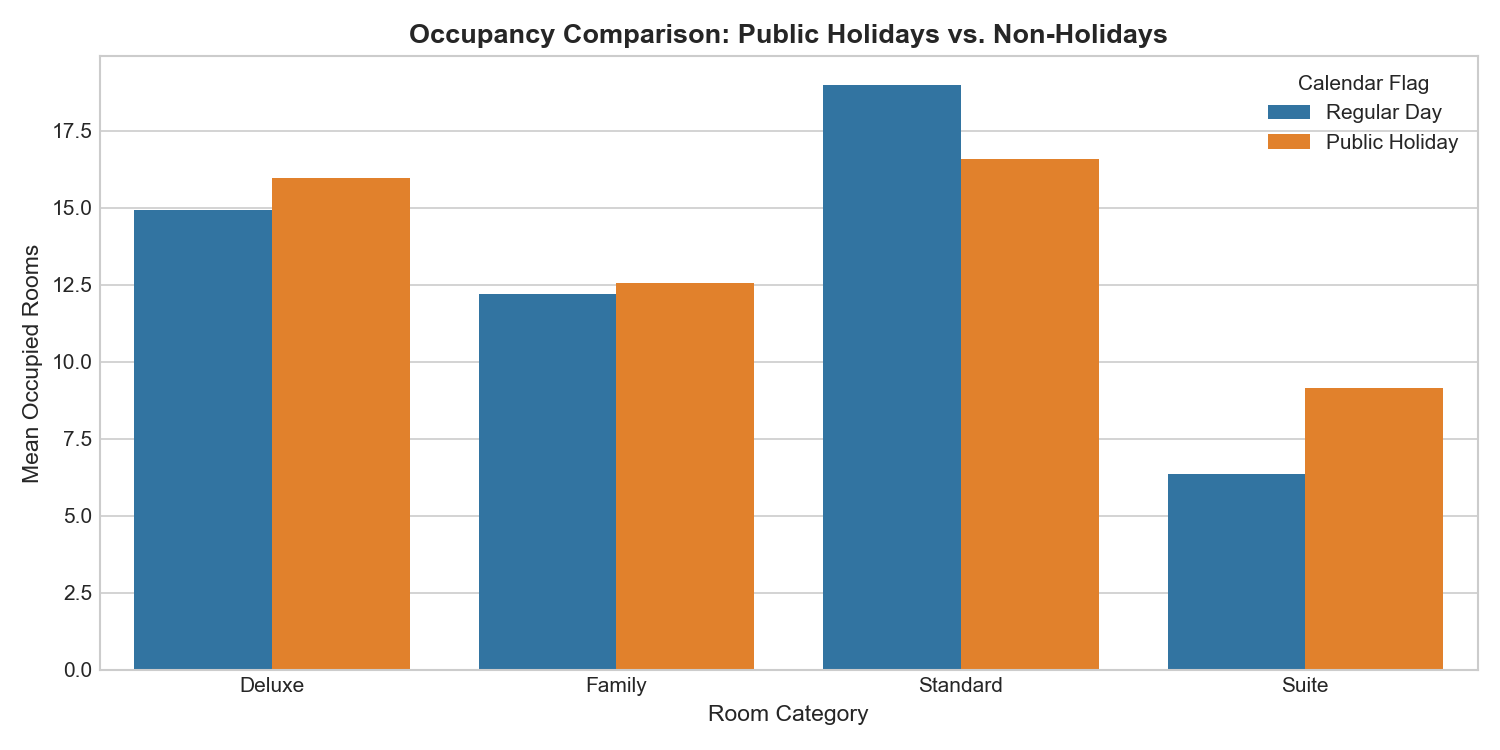 Occupancy Comparison: Public Holidays vs. Non-Holidays
Calendar Flag
Regular Day
Public Holiday
Mean Occupied Rooms
17.5
15.0
12.5
10.0
7.5
5.0
2.5
0.0
Deluxe
Family
Standard
Suite
Room Category